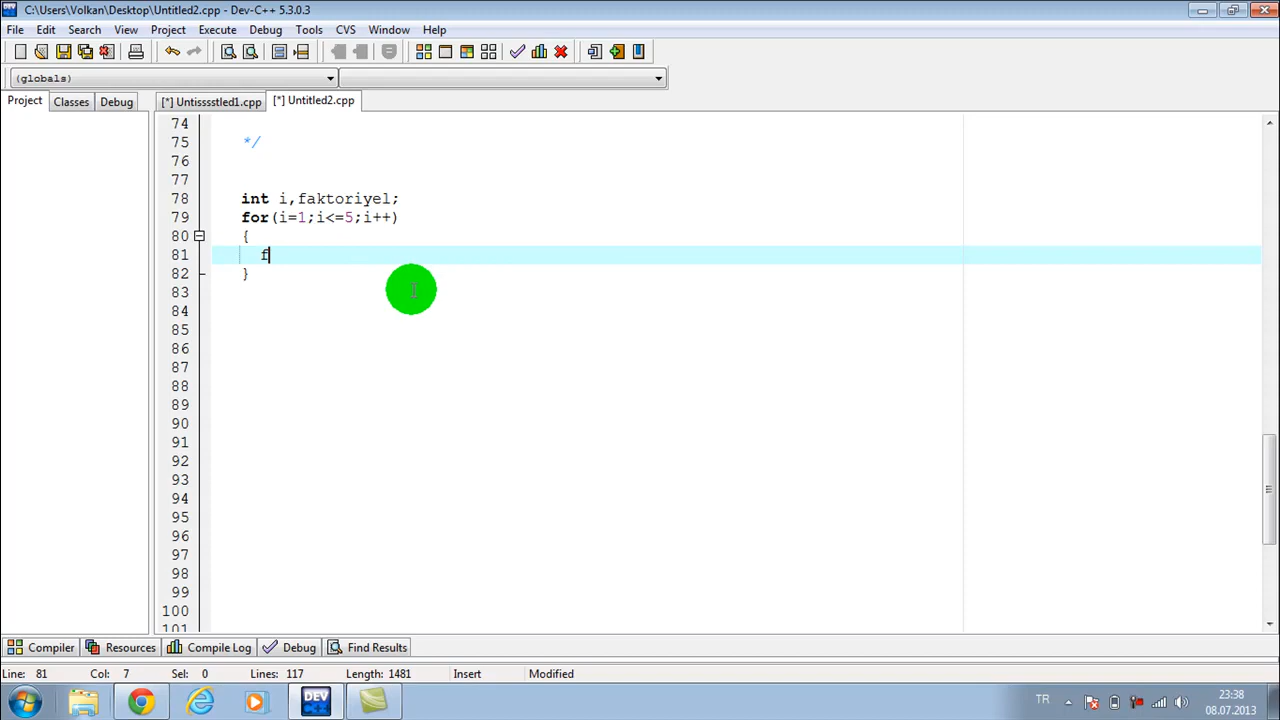 C:\Users\Volkan\Desktop\Untitled2.cpp - Dev-C++ 5.3.0.3
File Edit Search View Project Execute Debug Tools CVS Window Help
(globals)
Project Classes Debug [*] Untisssstled1.cpp [*] Untitled2.cpp
74
75 */
76
77
78 int i,faktoriyel;
79 for(i=1;i<=5;i++)
80 {
81 f
82 }
83
84
85
86
87
88
89
90
91
92
93
94
95
96
97
98
99
100
101
Compiler Resources Compile Log Debug Find Results
Line: 81 Col: 7 Sel: 0 Lines: 117 Length: 1481 Insert Modified
DEV
TR 23:38
08.07.2013